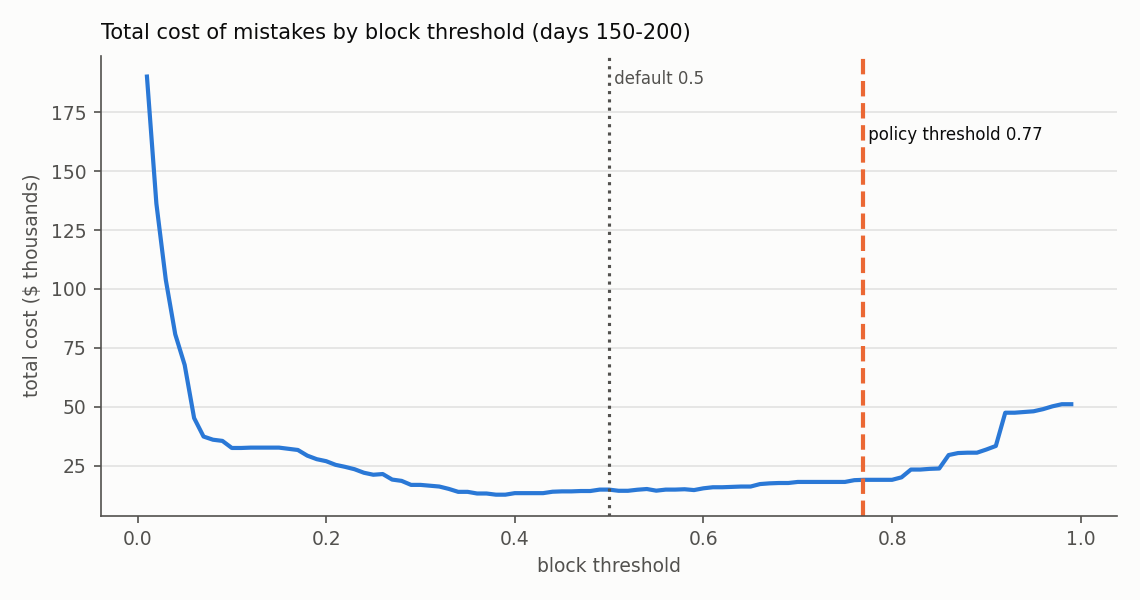 Total cost of mistakes by block threshold (days 150-200)
default 0.5
policy threshold 0.77
total cost ($ thousands)
175
150
125
100
75
50
25
0.0 0.2 0.4 0.6 0.8 1.0
block threshold